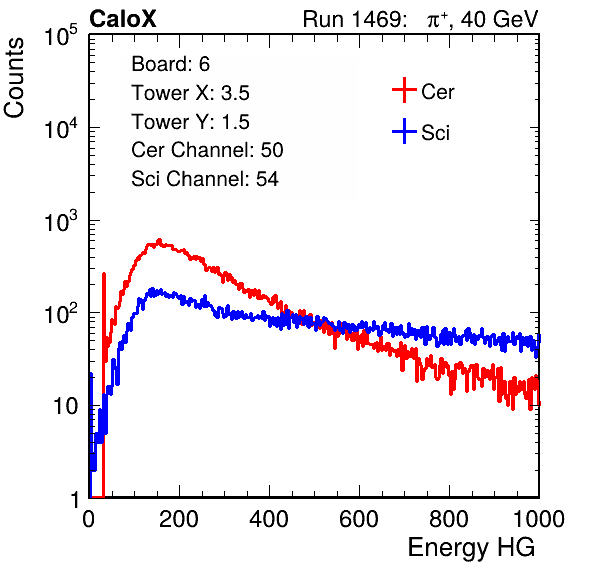 CaloX Run 1469: π⁺, 40 GeV
Counts
10⁵
10⁴
10³
10²
10
1
Board: 6
Tower X: 3.5
Tower Y: 1.5
Cer Channel: 50
Sci Channel: 54
Cer
Sci
0 200 400 600 800 1000
Energy HG